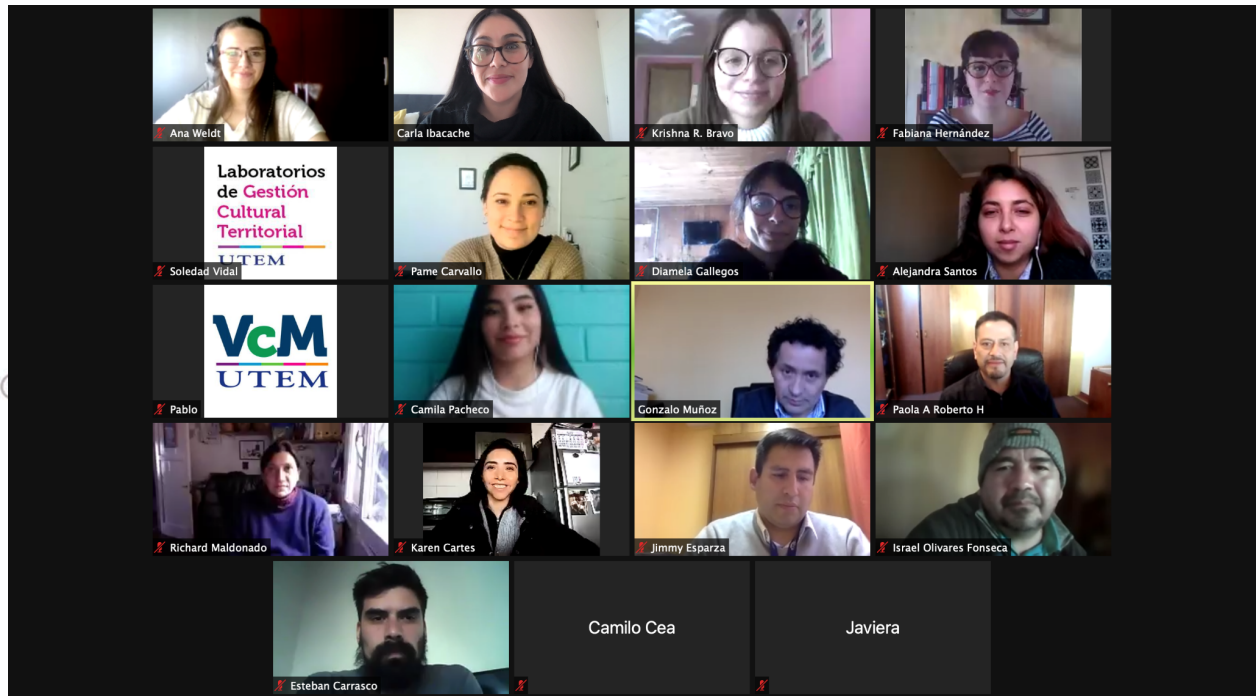 Ana Weldt
Carla Ibacache
Krishna R. Bravo
Fabiana Hernández
Laboratorios
de Gestión
Cultural
Territorial
UTEM
Soledad Vidal
Pame Carvallo
Diamela Gallegos
Alejandra Santos
VcM
UTEM
Pablo
Camila Pacheco
Gonzalo Muñoz
Paola A Roberto H
Richard Maldonado
Karen Cartes
Jimmy Esparza
Israel Olivares Fonseca
Esteban Carrasco
Camilo Cea
Javiera